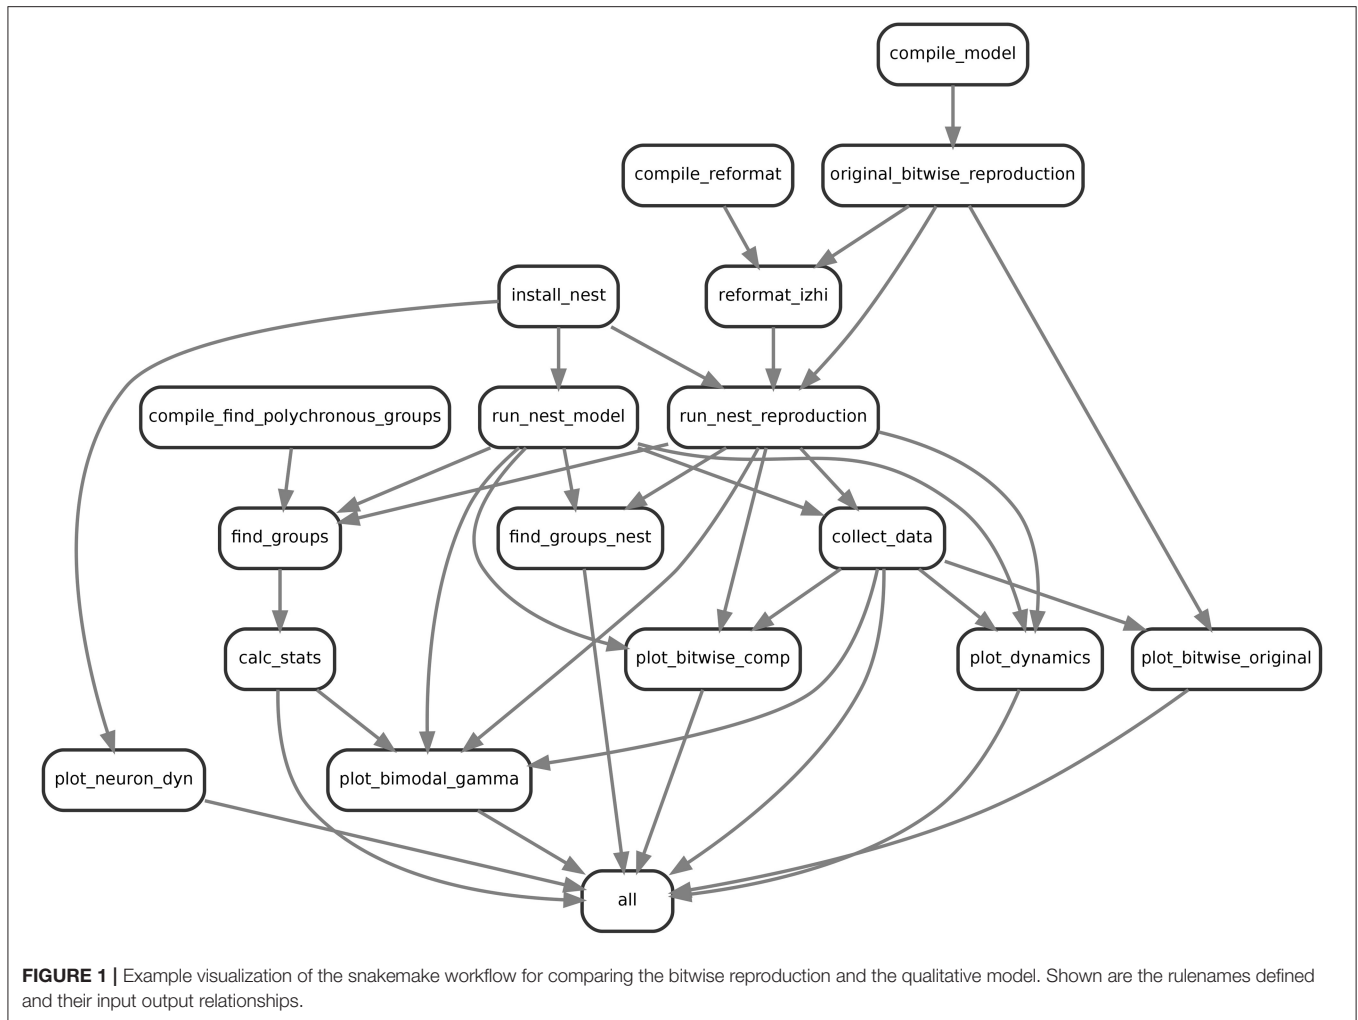 compile_model
compile_reformat
original_bitwise_reproduction
install_nest
reformat_izhi
compile_find_polychronous_groups
run_nest_model
run_nest_reproduction
find_groups
find_groups_nest
collect_data
calc_stats
plot_bitwise_comp
plot_dynamics
plot_bitwise_original
plot_neuron_dyn
plot_bimodal_gamma
all
FIGURE 1 | Example visualization of the snakemake workflow for comparing the bitwise reproduction and the qualitative model. Shown are the rulenames defined
and their input output relationships.